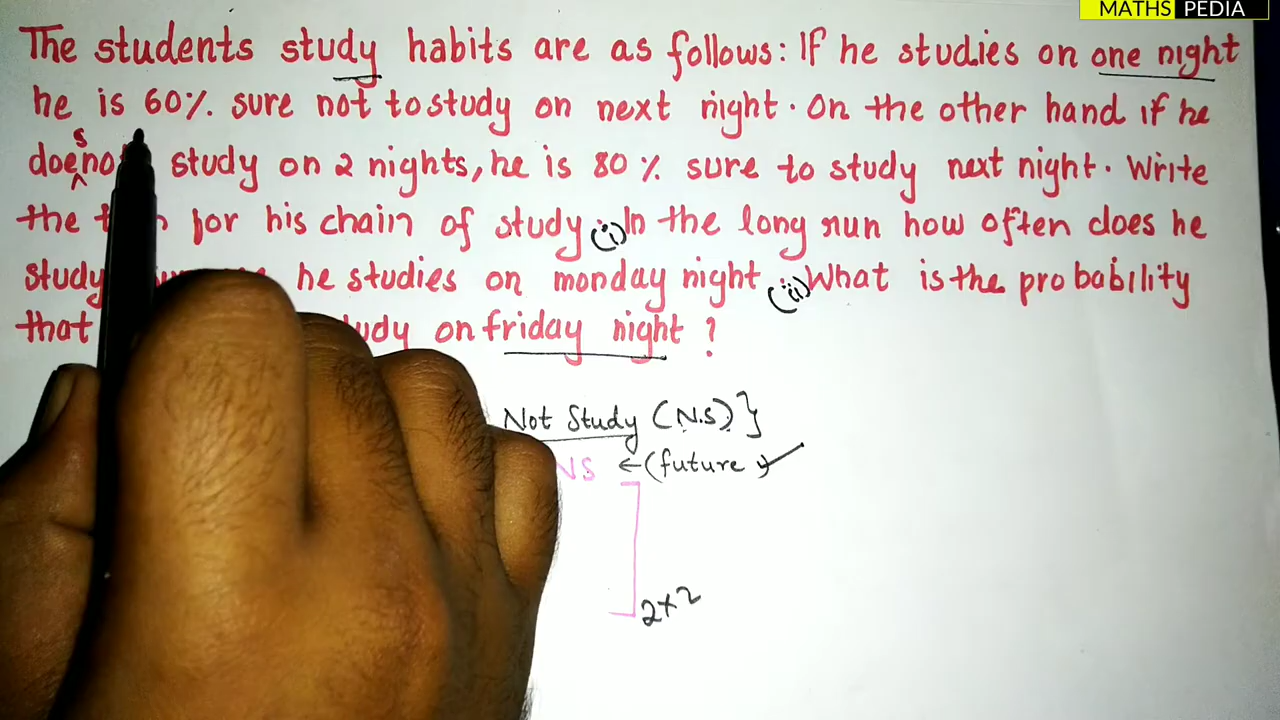 MATHS PEDIA
The students study habits are as follows: If he studies on one night
he is 60% sure not to study on next night. On the other hand if he
does no study on 2 nights, he is 80% sure to study next night. Write
the for his chain of study. (i) In the long run how often does he
study he studies on monday night (ii) What is the probability
that on friday night ?
Not Study (N.S)}
NS ←(future)
2×2